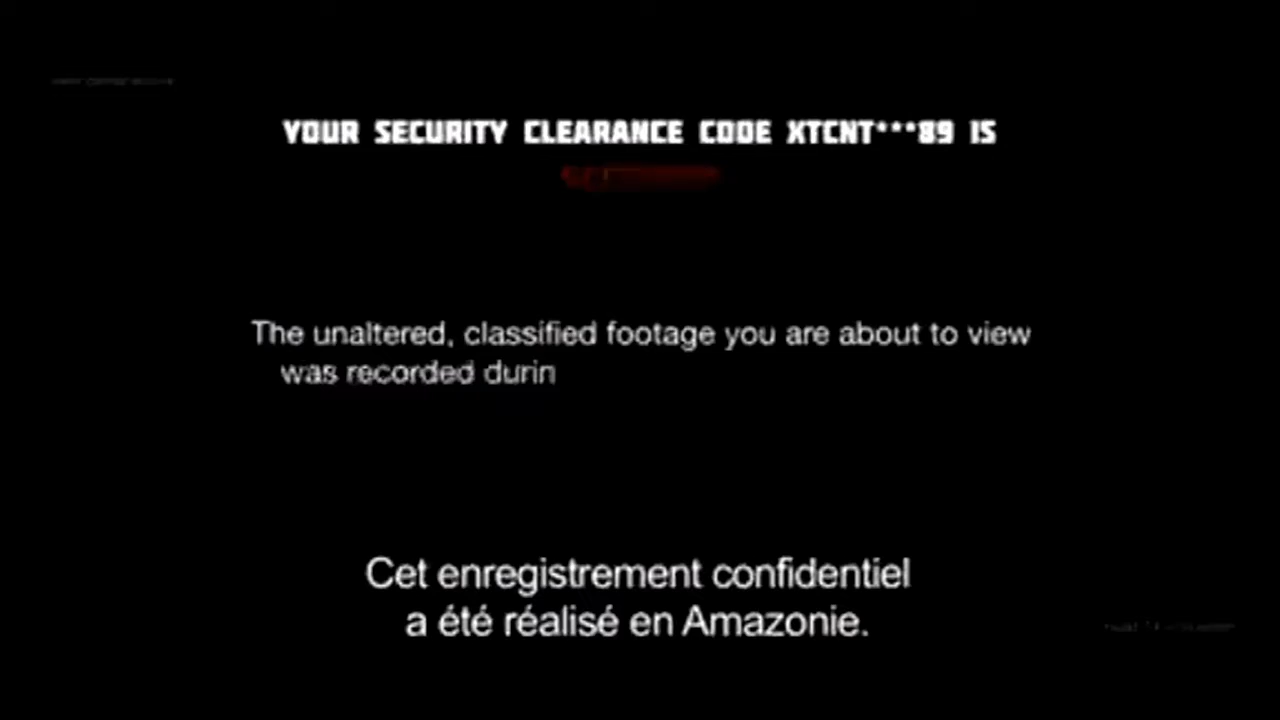 YOUR SECURITY CLEARANCE CODE XTCNT***89 IS
The unaltered, classified footage you are about to view
was recorded durin
Cet enregistrement confidentiel
a été réalisé en Amazonie.